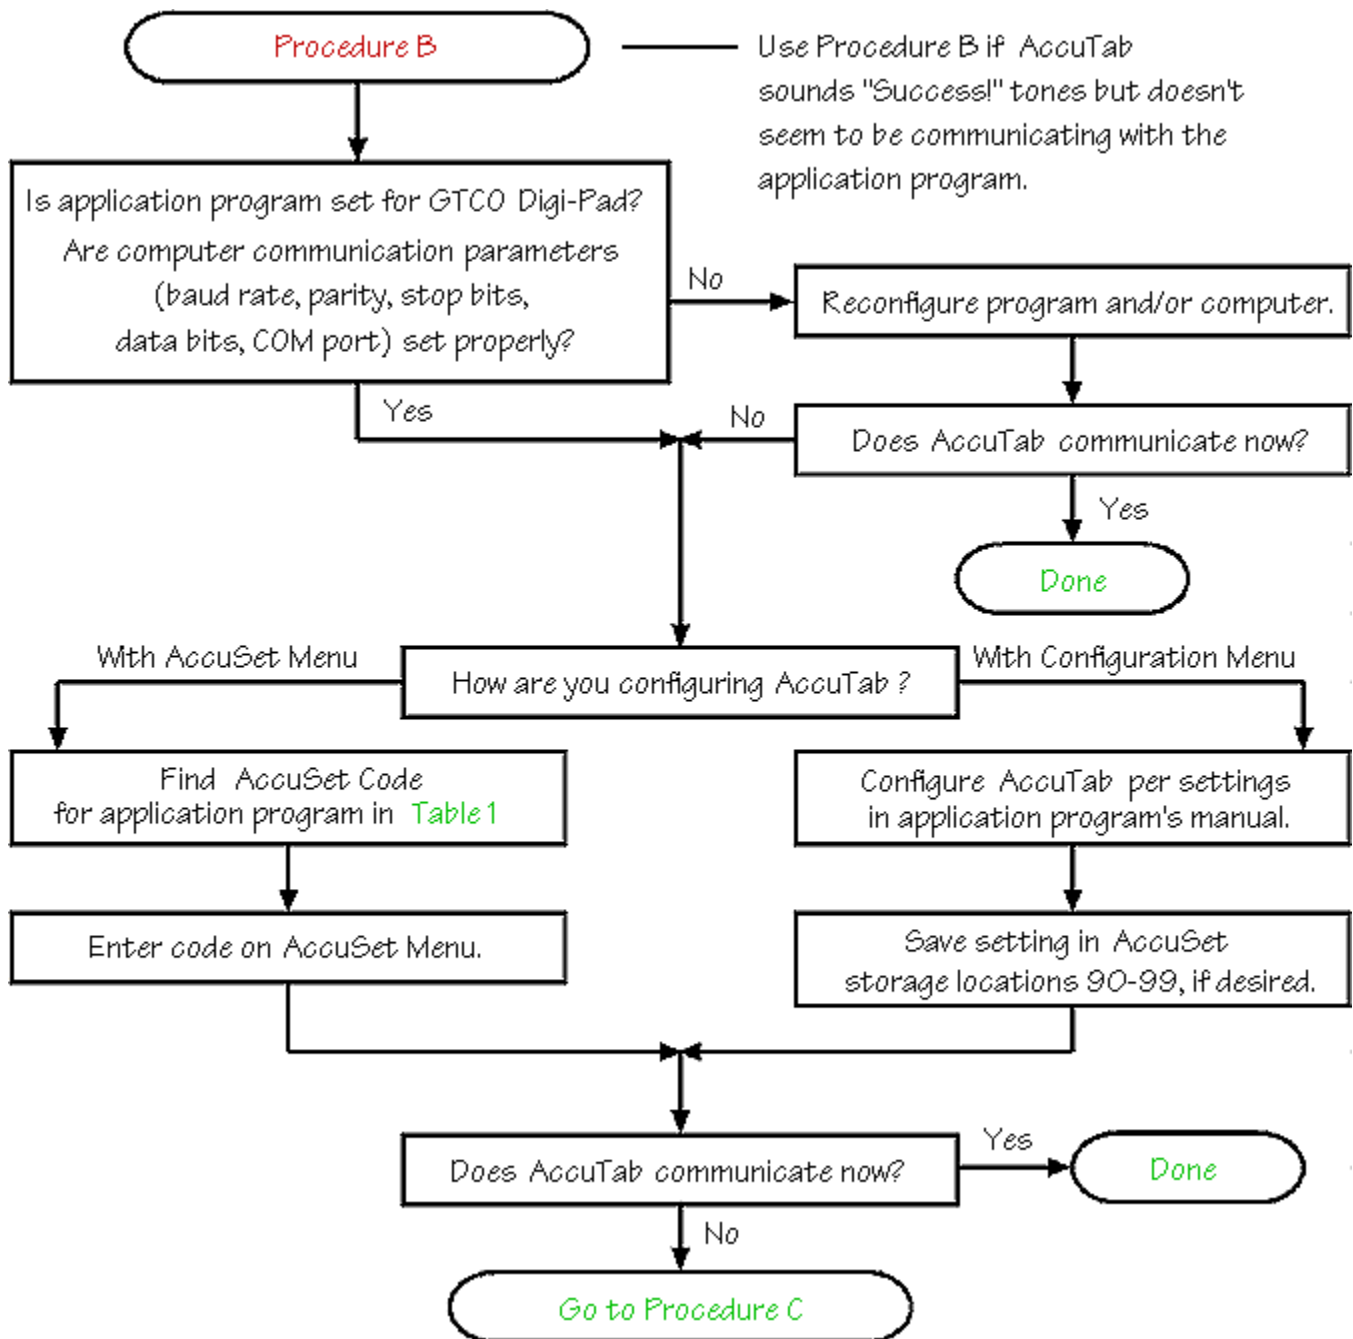 Procedure B
Use Procedure B if AccuTab
sounds "Success!" tones but doesn't
seem to be communicating with the
application program.
Is application program set for GTCO Digi-Pad?
Are computer communication parameters
(baud rate, parity, stop bits,
data bits, COM port) set properly?
No
Reconfigure program and/or computer.
Yes
No
Does AccuTab communicate now?
Yes
Done
With AccuSet Menu
How are you configuring AccuTab ?
With Configuration Menu
Find AccuSet Code
for application program in Table 1
Configure AccuTab per settings
in application program's manual.
Enter code on AccuSet Menu.
Save setting in AccuSet
storage locations 90-99, if desired.
Does AccuTab communicate now?
Yes
Done
No
Go to Procedure C